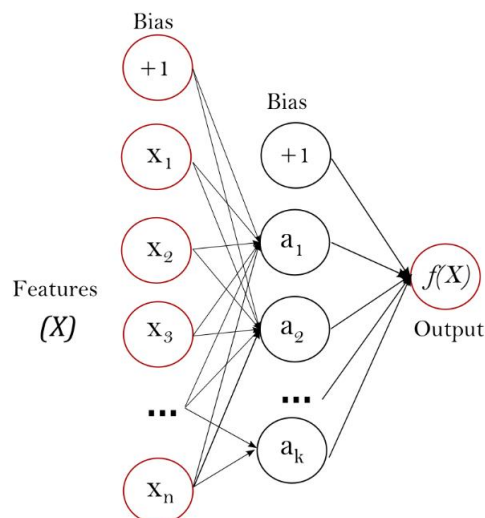 Bias
+1
x₁
x₂
x₃
...
xₙ
Features
(X)
Bias
+1
a₁
a₂
...
aₖ
f(X)
Output